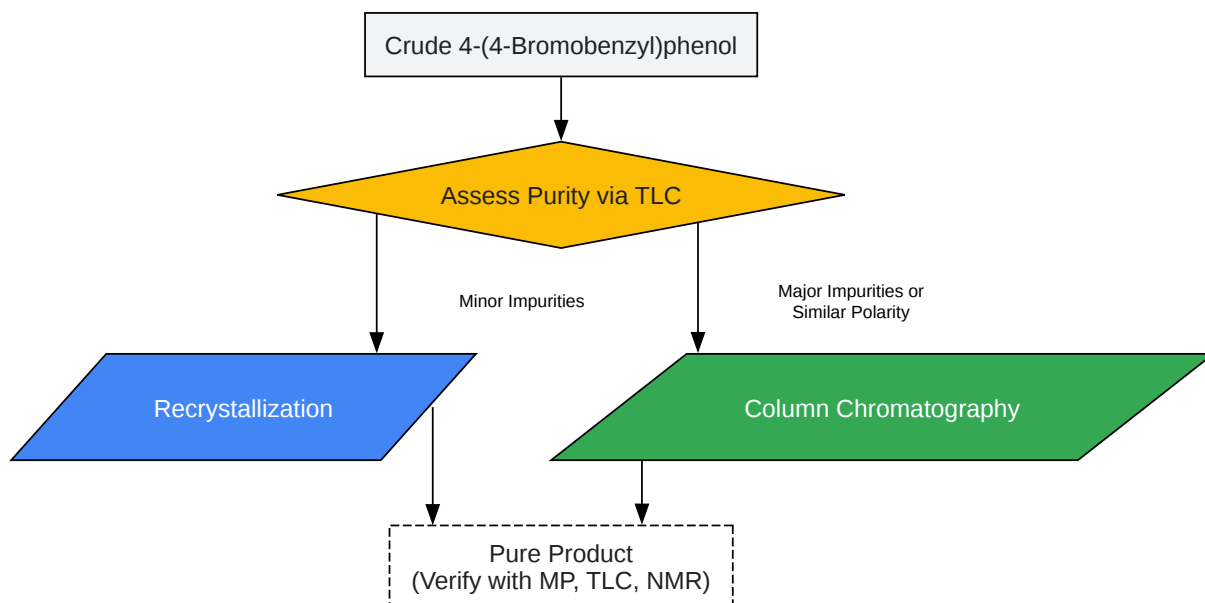 Crude 4-(4-Bromobenzyl)phenol
Assess Purity via TLC
Minor Impurities
Major Impurities or
Similar Polarity
Recrystallization
Column Chromatography
Pure Product
(Verify with MP, TLC, NMR)